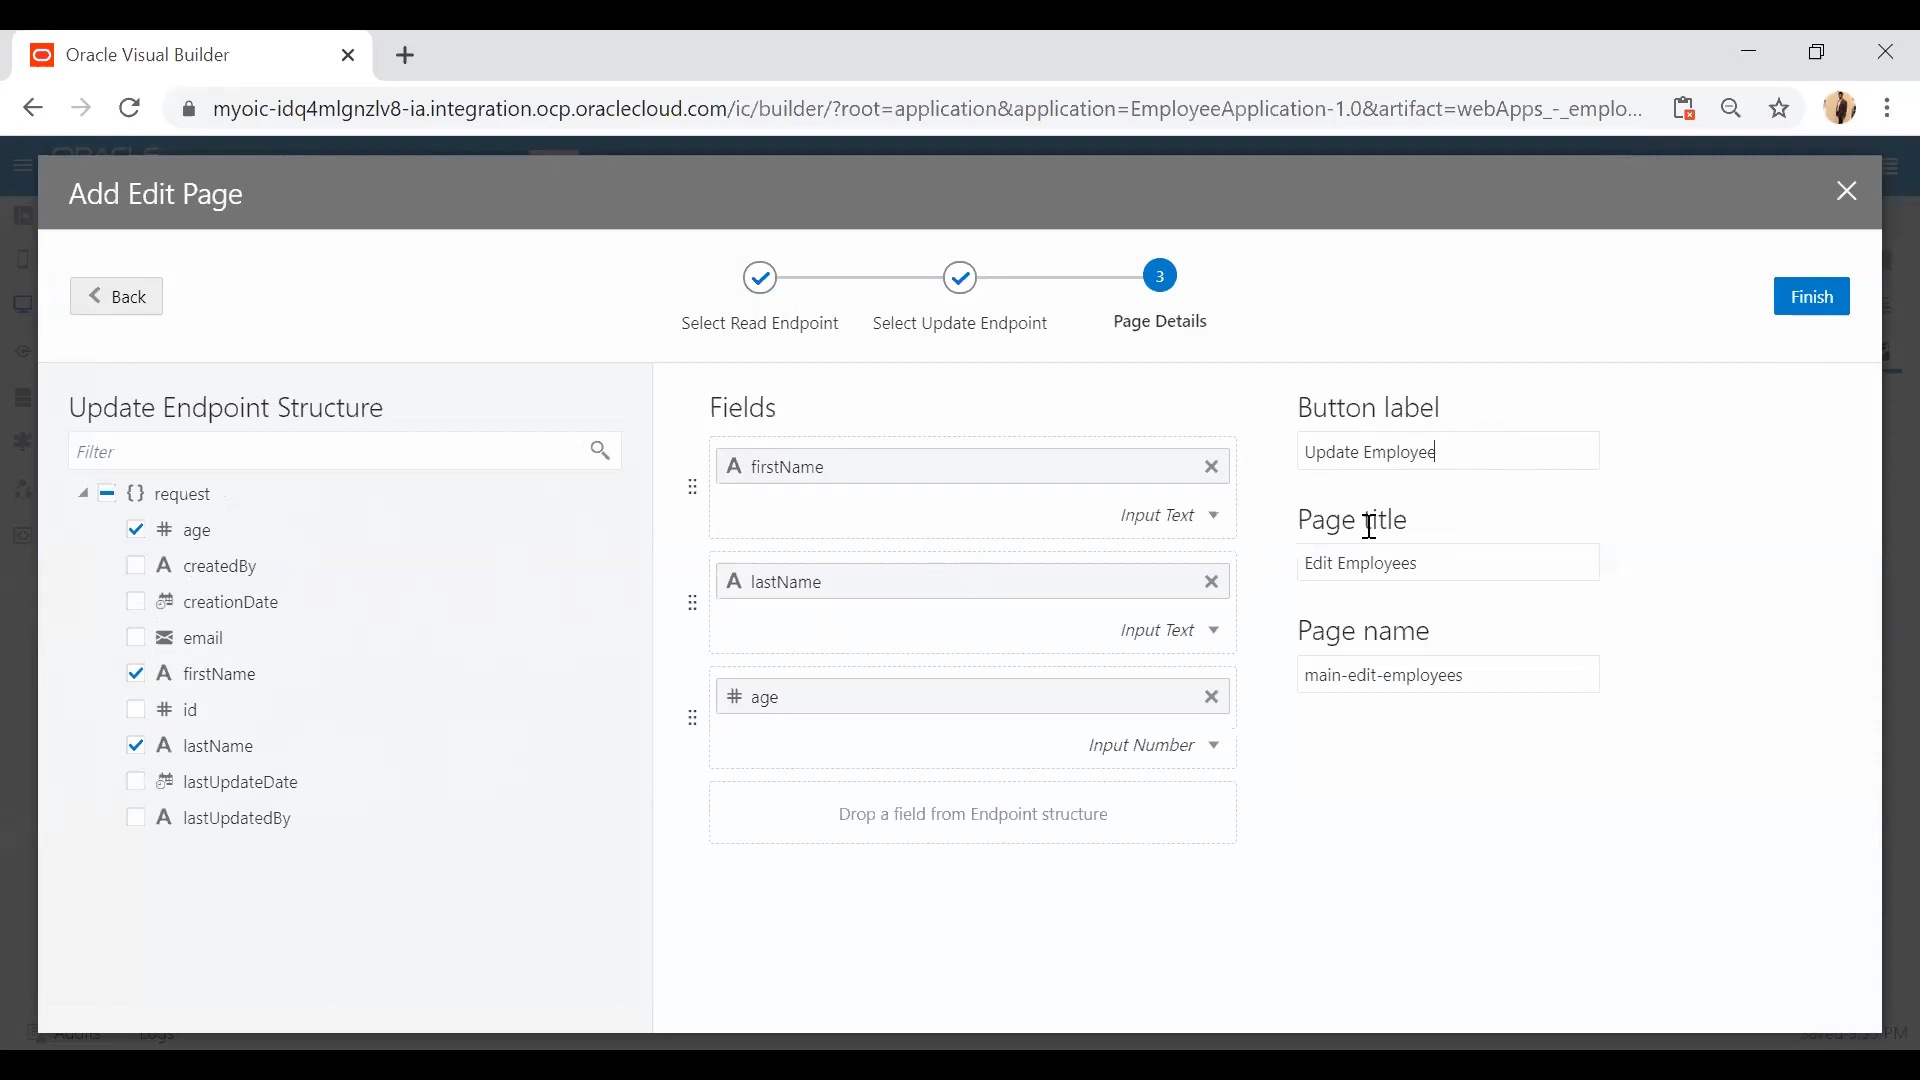 Oracle Visual Builder
myoic-idq4mlgnzlv8-ia.integration.ocp.oraclecloud.com/ic/builder/?root=application&application=EmployeeApplication-1.0&artifact=webApps_-_emplo...
ORACLE
Add Edit Page
Back
3
Finish
Select Read Endpoint
Select Update Endpoint
Page Details
Update Endpoint Structure
Filter
{ } request
# age
A createdBy
creationDate
email
A firstName
# id
A lastName
lastUpdateDate
A lastUpdatedBy
Fields
A firstName
Input Text
A lastName
Input Text
# age
Input Number
Drop a field from Endpoint structure
Button label
Update Employee
Page title
Edit Employees
Page name
main-edit-employees
Audits
Logs